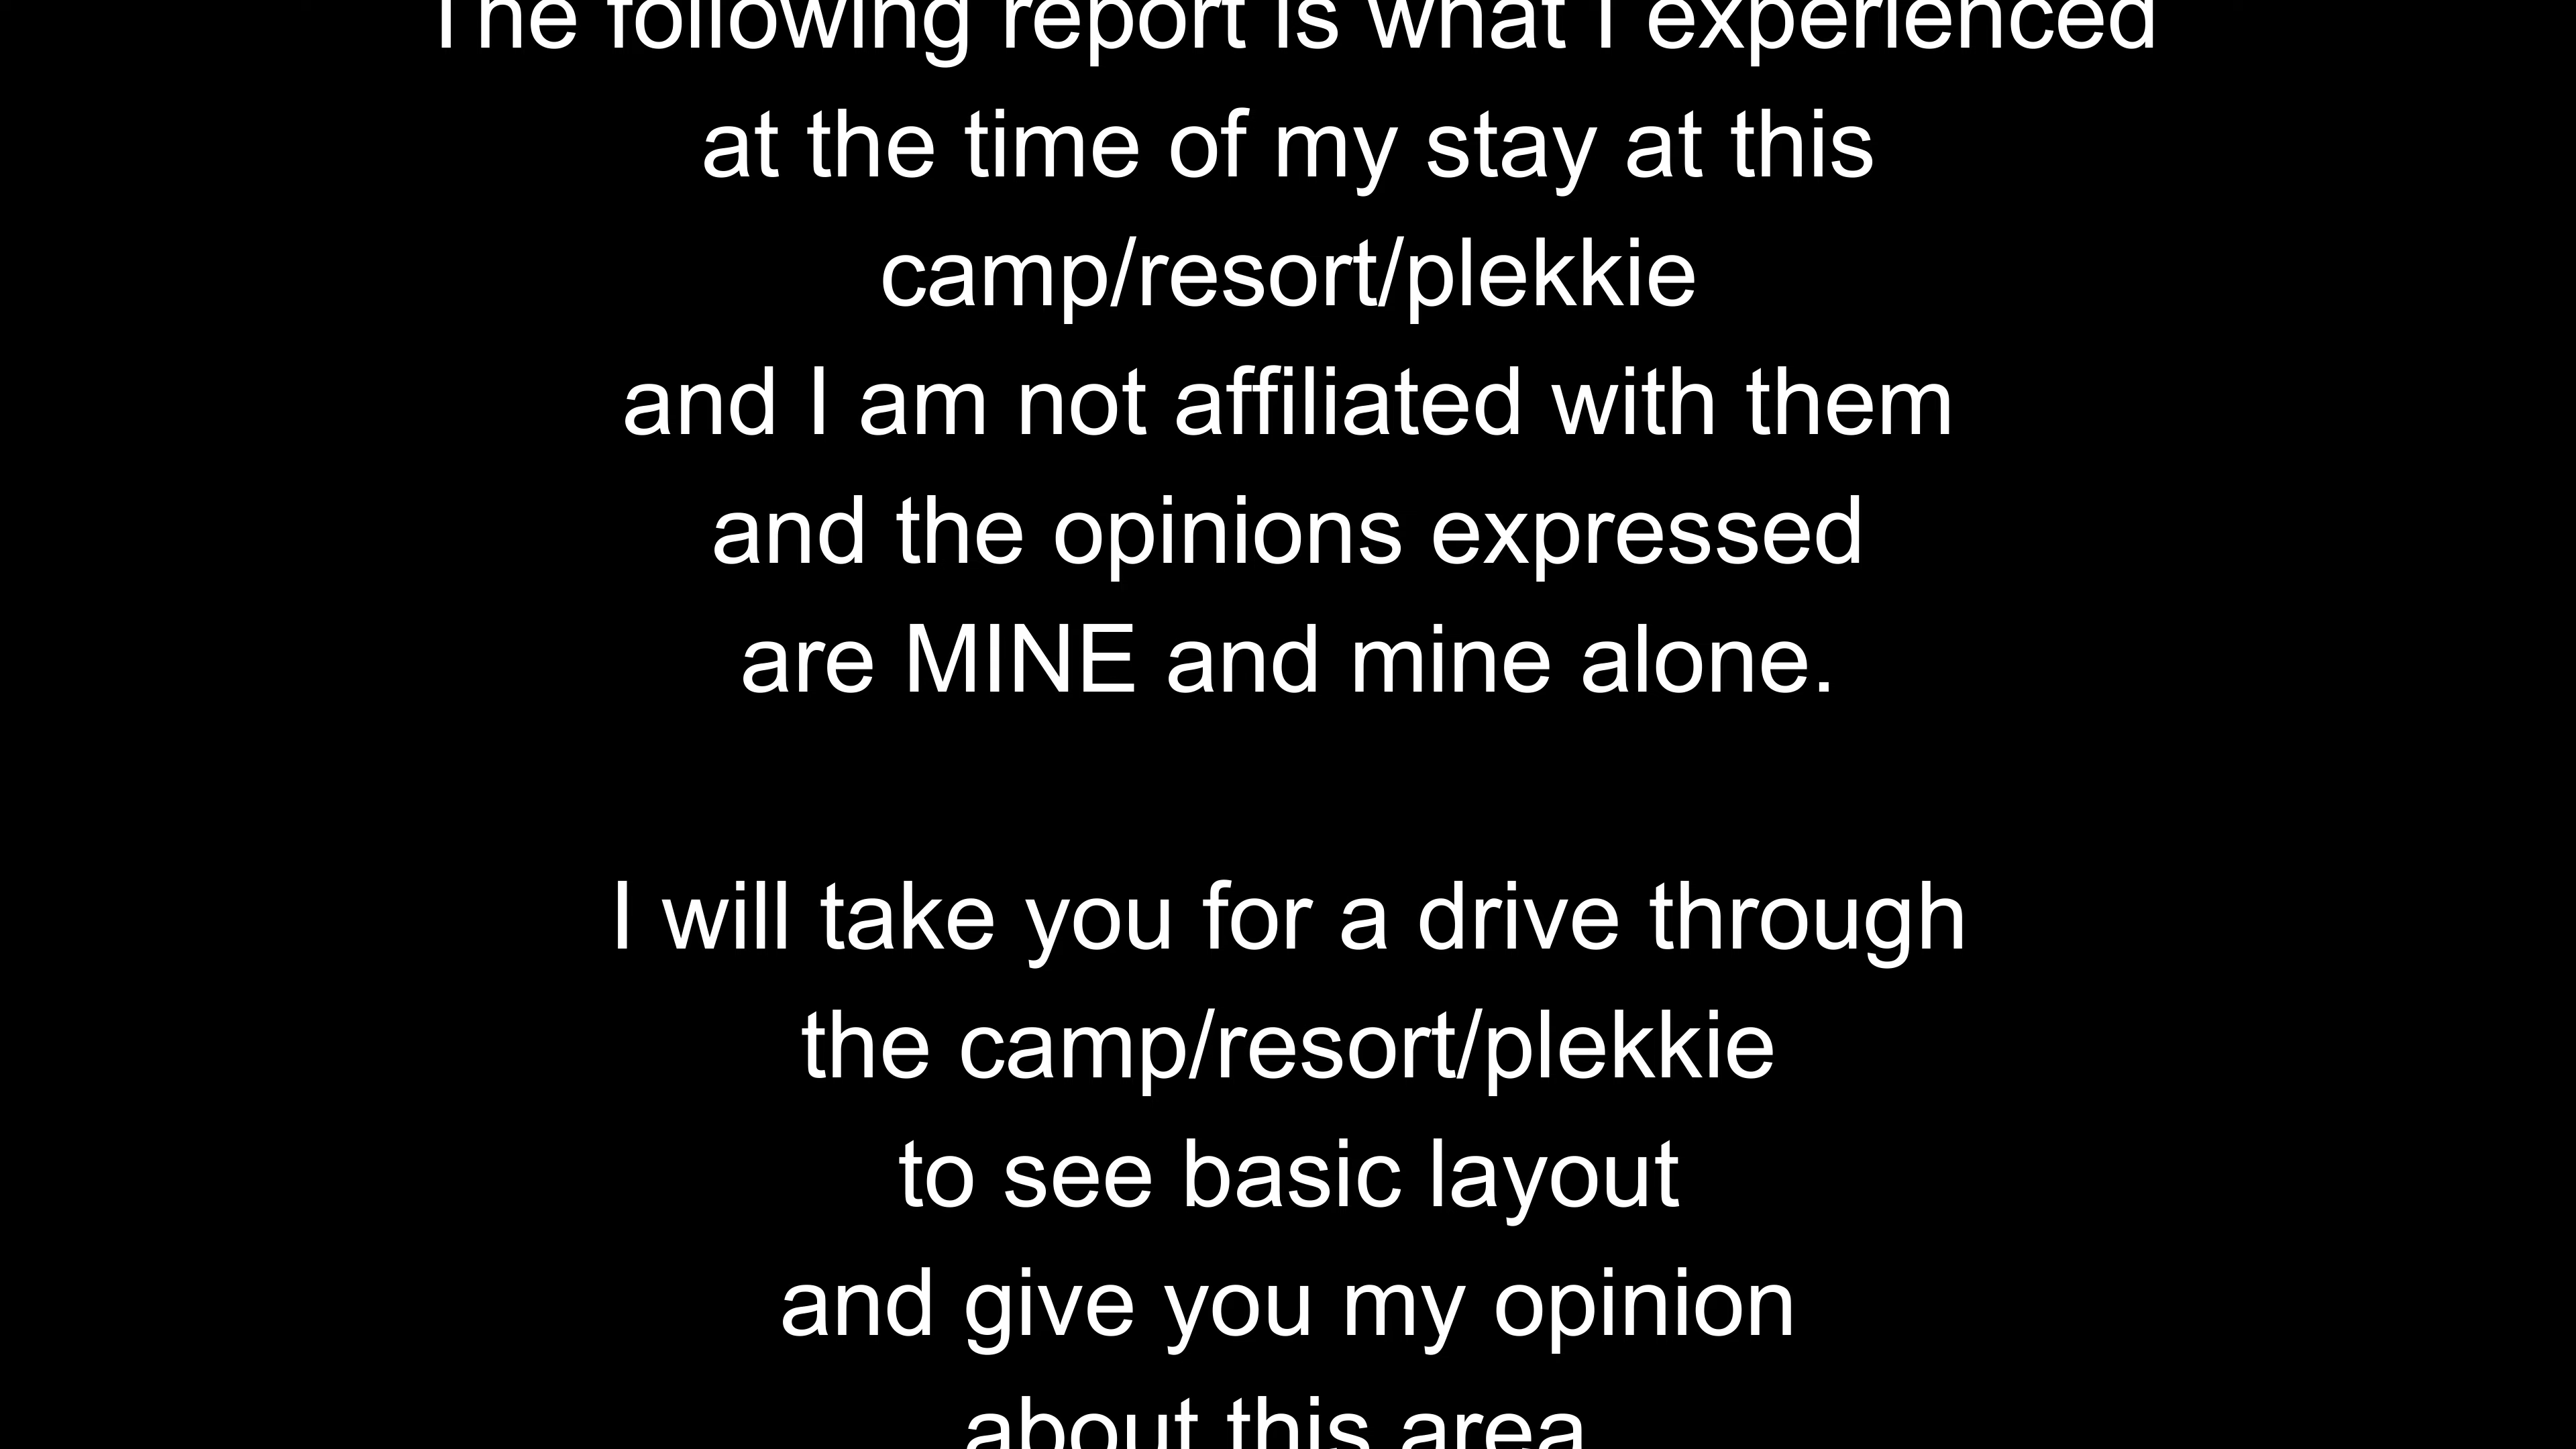 The following report is what I experienced
at the time of my stay at this
camp/resort/plekkie
and I am not affiliated with them
and the opinions expressed
are MINE and mine alone.
I will take you for a drive through
the camp/resort/plekkie
to see basic layout
and give you my opinion
about this area